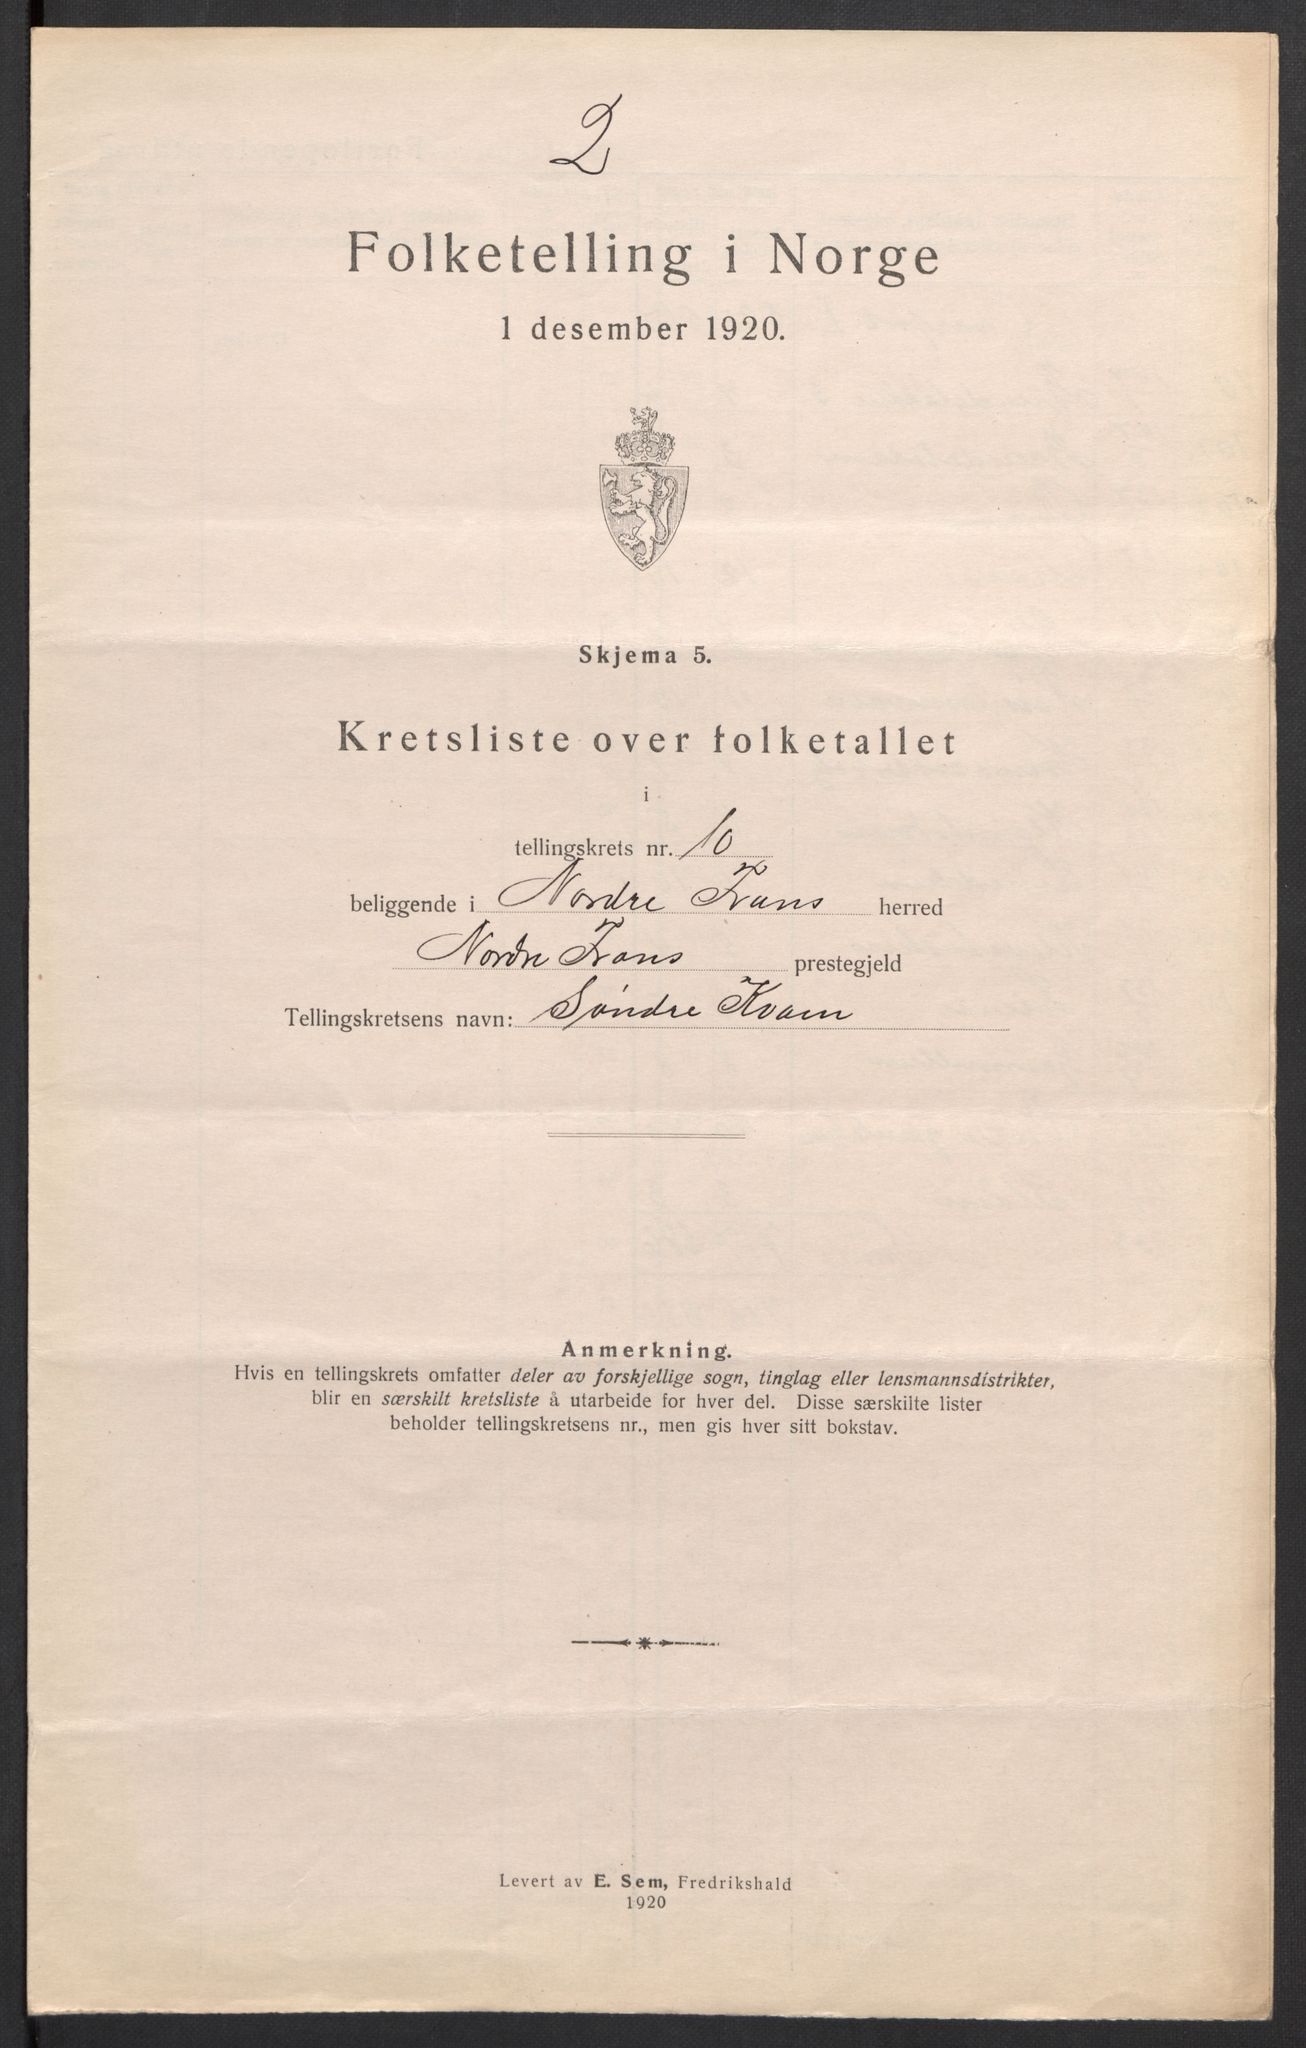 2
Folketelling i Norge
1 desember 1920.
Skjema 5.
Kretsliste over folketallet
i
tellingskrets nr. 10
beliggende i Nordre Frons herred
Nordre Frons prestegjeld
Tellingskretsens navn: Søndre Kvam
Anmerkning.
Hvis en tellingskrets omfatter deler av forskjellige sogn, tinglag eller lensmannsdistrikter,
blir en særskilt kretsliste å utarbeide for hver del. Disse særskilte lister
beholder tellingskretsens nr., men gis hver sitt bokstav.
Levert av E. Sem, Fredrikshald
1920